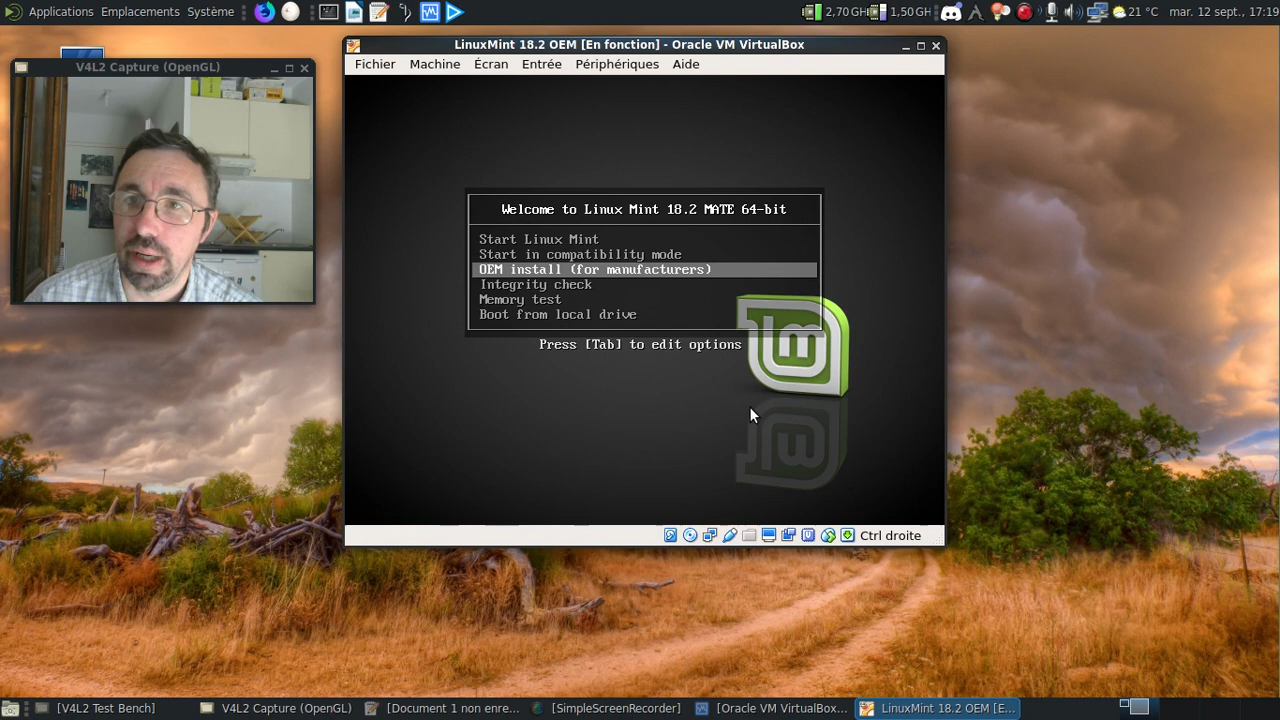 Applications Emplacements Système
2,70 GH 1,50 GH 21 °C mar. 12 sept., 17:19
V4L2 Capture (OpenGL)
LinuxMint 18.2 OEM [En fonction] - Oracle VM VirtualBox
Fichier Machine Écran Entrée Périphériques Aide
Welcome to Linux Mint 18.2 MATE 64-bit
Start Linux Mint
Start in compatibility mode
OEM install (for manufacturers)
Integrity check
Memory test
Boot from local drive
Press [Tab] to edit options
Ctrl droite
[V4L2 Test Bench] V4L2 Capture (OpenGL) [Document 1 non enre... [SimpleScreenRecorder] [Oracle VM VirtualBox... LinuxMint 18.2 OEM [E...